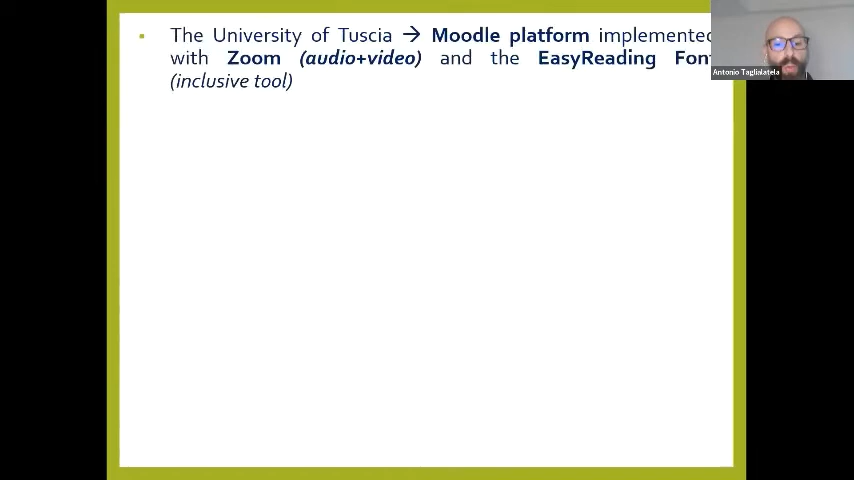 ▪ The University of Tuscia → Moodle platform implemented
with Zoom (audio+video) and the EasyReading Font
(inclusive tool)
Antonio Taglialatela